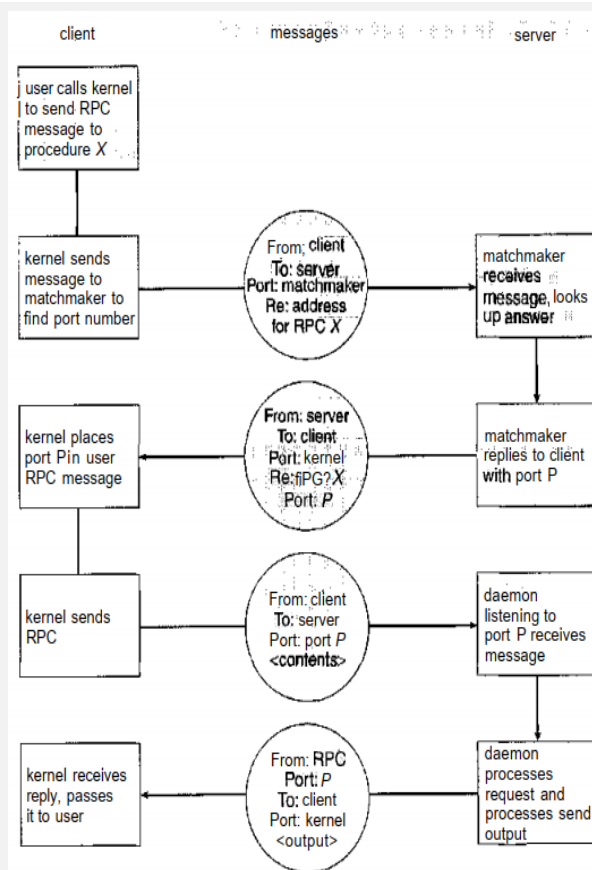 client
messages
server
j user calls kernel
l to send RPC
message to
procedure X
kernel sends
message to
matchmaker to
find port number
From; client
To: server
Port: matchmaker
Re: address
for RPC X
matchmaker
receives
message, looks
up answer
kernel places
port Pin user
RPC message
From: server
To: client
Port: kernel
Re:fiPG? X
Port: P
matchmaker
replies to client
with port P
kernel sends
RPC
From: client
To: server
Port: port P
<contents>
daemon
listening to
port P receives
message
kernel receives
reply, passes
it to user
From: RPC
Port: P
To: client
Port: kernel
<output>
daemon
processes
request and
processes send
output